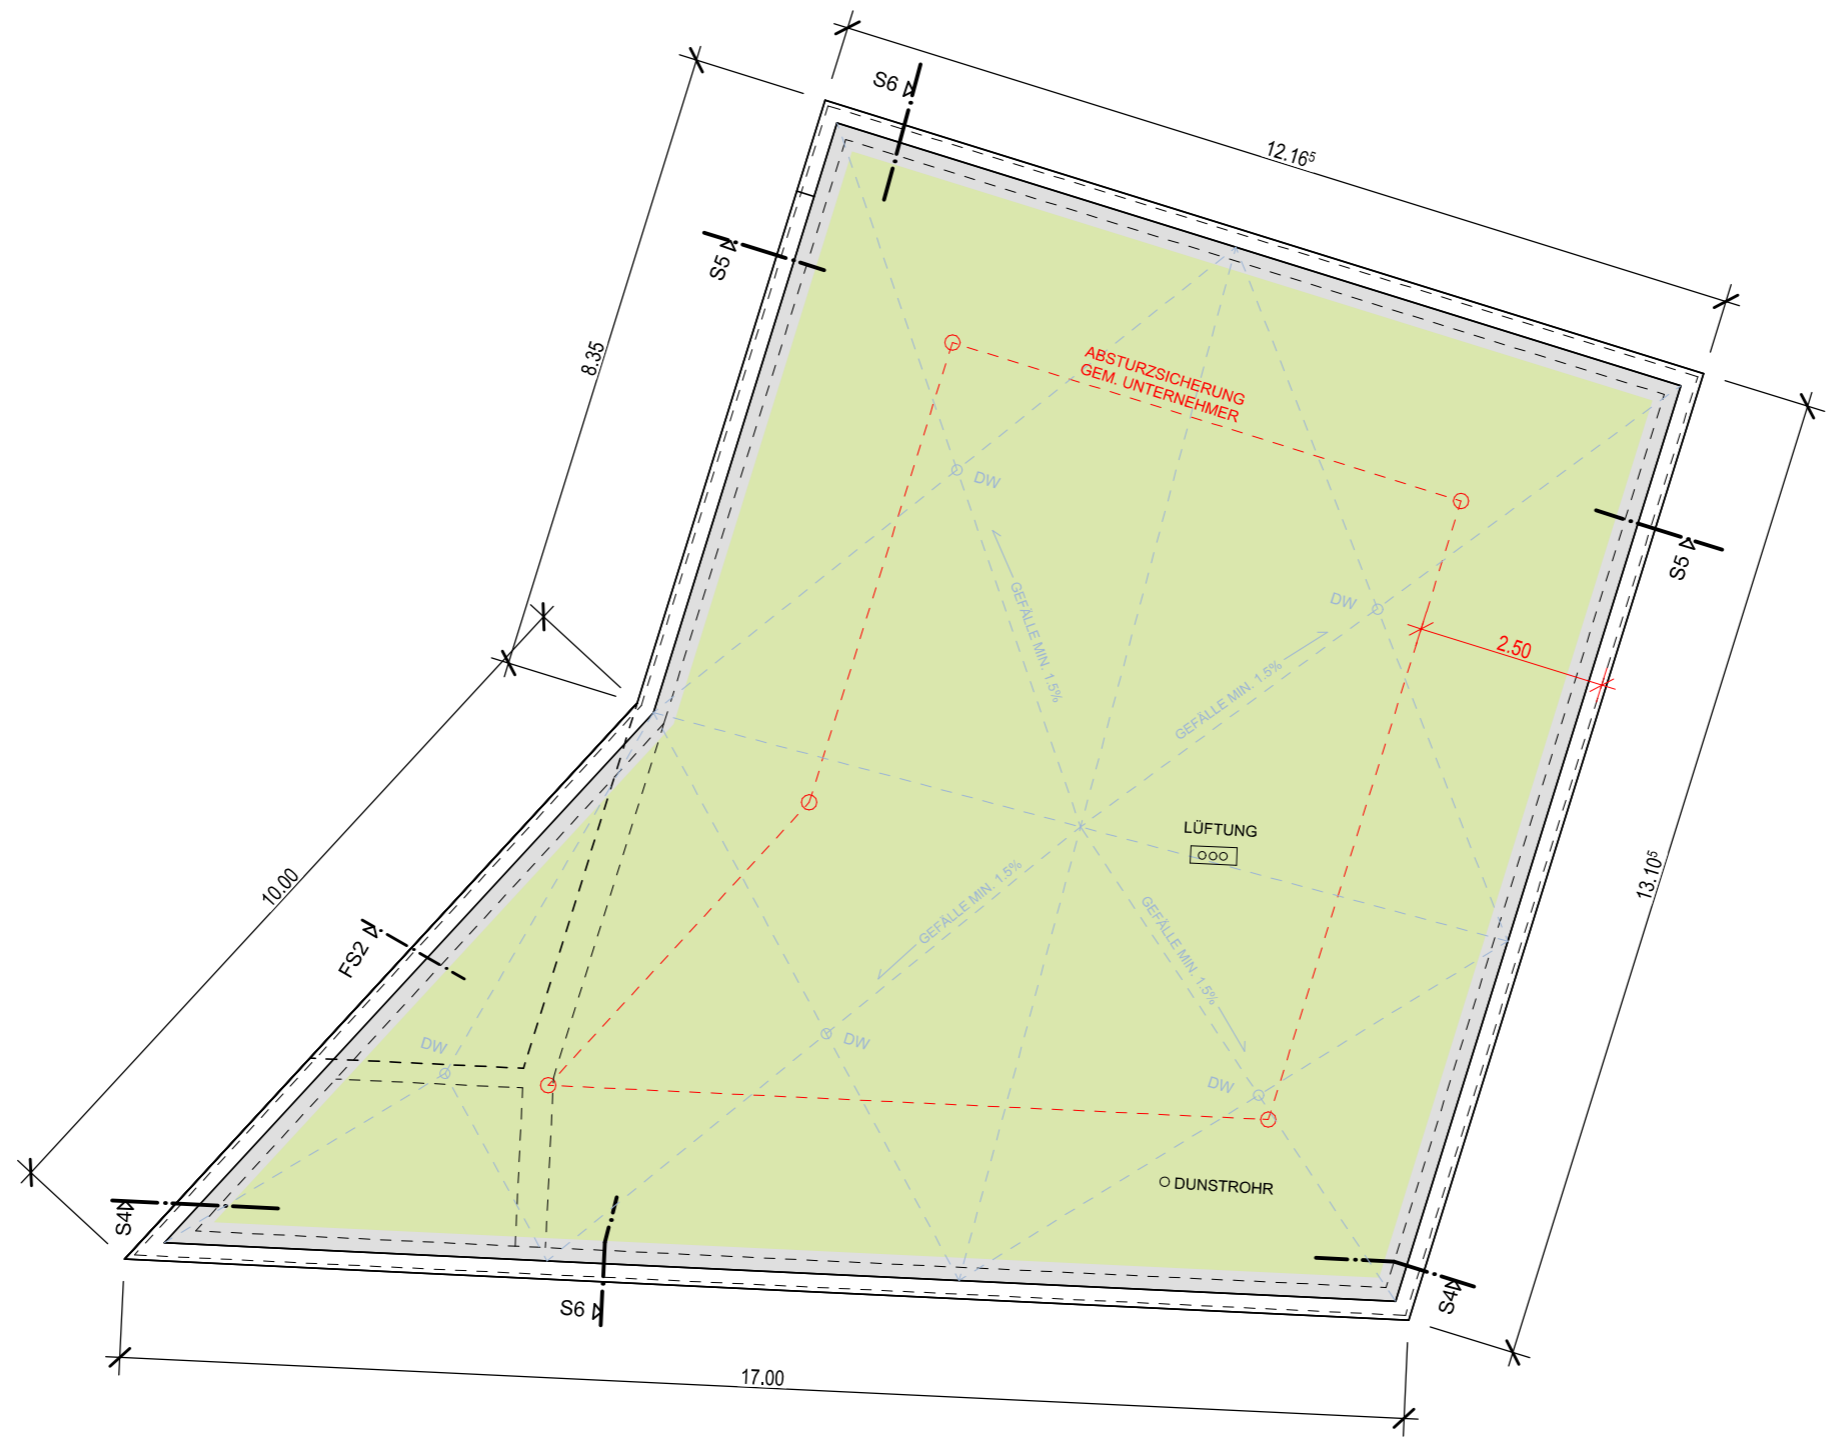 S6
12.16⁵
S5
8.35
ABSTURZSICHERUNG
GEM. UNTERNEHMER
DW
S5
GEFÄLLE MIN. 1.5%
DW
2.50
GEFÄLLE MIN. 1.5%
LÜFTUNG
10.00
13.10⁵
GEFÄLLE MIN. 1.5%
GEFÄLLE MIN. 1.5%
FS2
DW
DW
DW
DUNSTROHR
S4
S6
S4
17.00